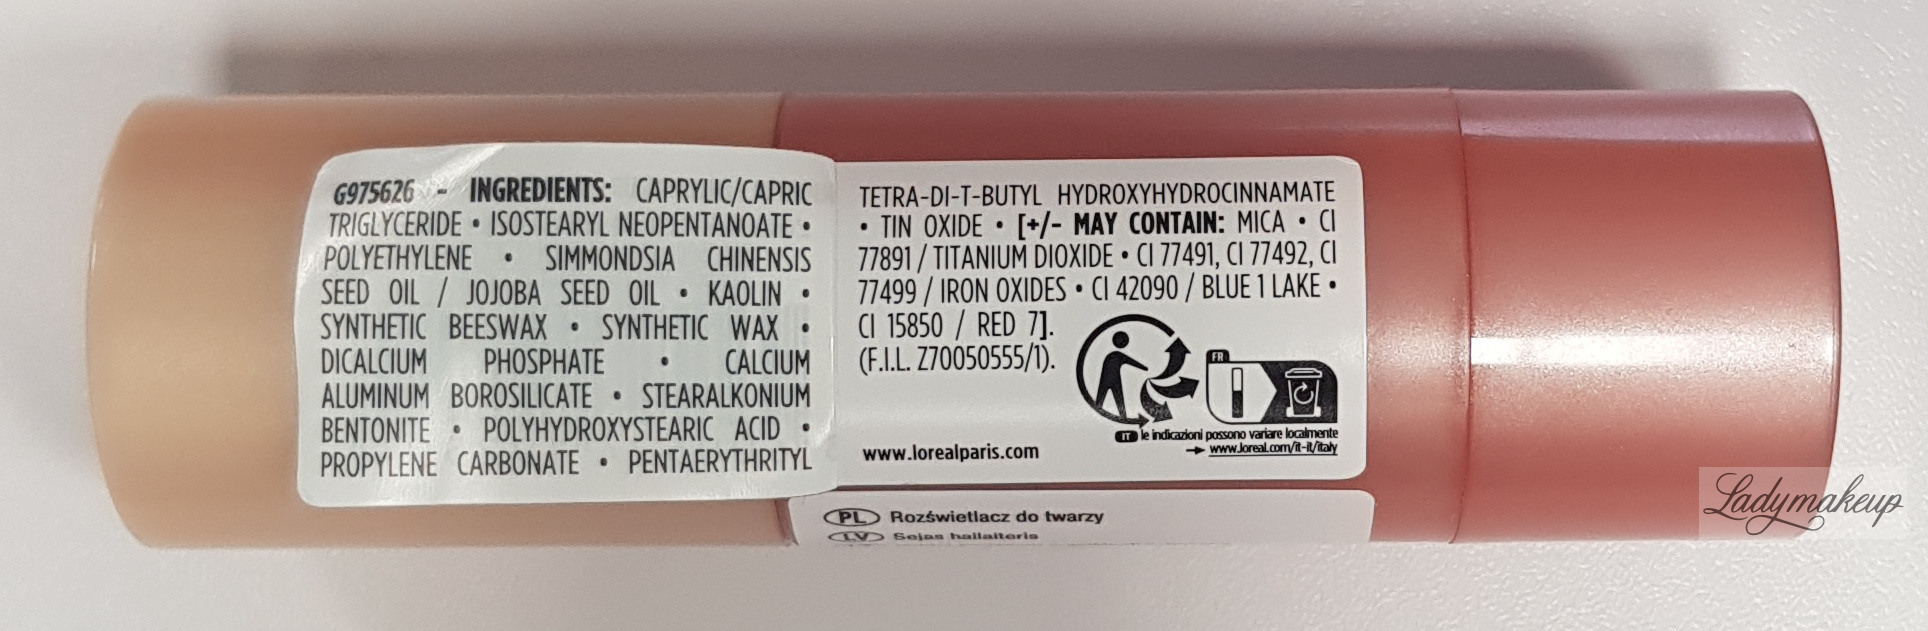 G975626 - INGREDIENTS: CAPRYLIC/CAPRIC
TRIGLYCERIDE • ISOSTEARYL NEOPENTANOATE •
POLYETHYLENE • SIMMONDSIA CHINENSIS
SEED OIL / JOJOBA SEED OIL • KAOLIN •
SYNTHETIC BEESWAX • SYNTHETIC WAX •
DICALCIUM PHOSPHATE • CALCIUM
ALUMINUM BOROSILICATE • STEARALKONIUM
BENTONITE • POLYHYDROXYSTEARIC ACID •
PROPYLENE CARBONATE • PENTAERYTHRITYL
TETRA-DI-T-BUTYL HYDROXYHYDROCINNAMATE
• TIN OXIDE • [+/- MAY CONTAIN: MICA • CI
77891 / TITANIUM DIOXIDE • CI 77491, CI 77492, CI
77499 / IRON OXIDES • CI 42090 / BLUE 1 LAKE •
CI 15850 / RED 7].
(F.I.L. Z70050555/1).
FR
IT le indicazioni possono variare localmente
www.loreal.com/it-it/italy
www.lorealparis.com
PL Rozświetlacz do twarzy
LV Sejas
Ladymakeup